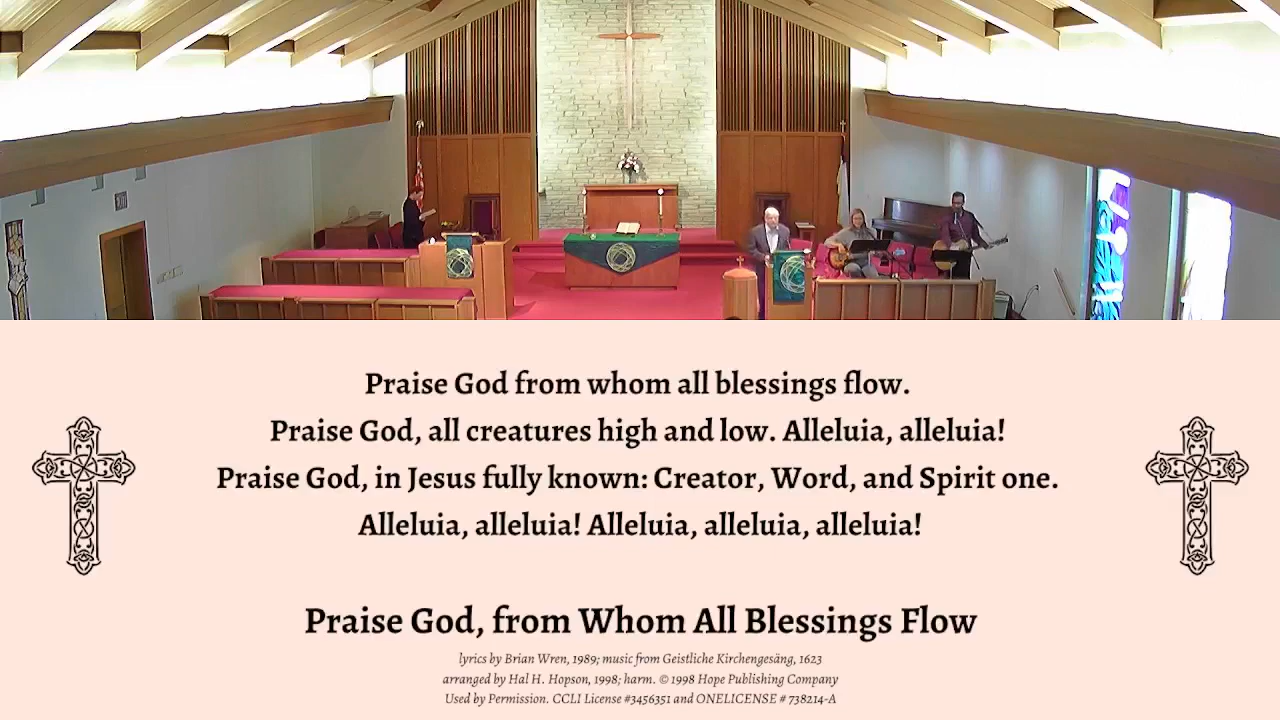 Praise God from whom all blessings flow.
Praise God, all creatures high and low. Alleluia, alleluia!
Praise God, in Jesus fully known: Creator, Word, and Spirit one.
Alleluia, alleluia! Alleluia, alleluia, alleluia!
Praise God, from Whom All Blessings Flow
lyrics by Brian Wren, 1989; music from Geistliche Kirchengesäng, 1623
arranged by Hal H. Hopson, 1998; harm. © 1998 Hope Publishing Company
Used by Permission. CCLI License #3456351 and ONELICENSE # 738214-A